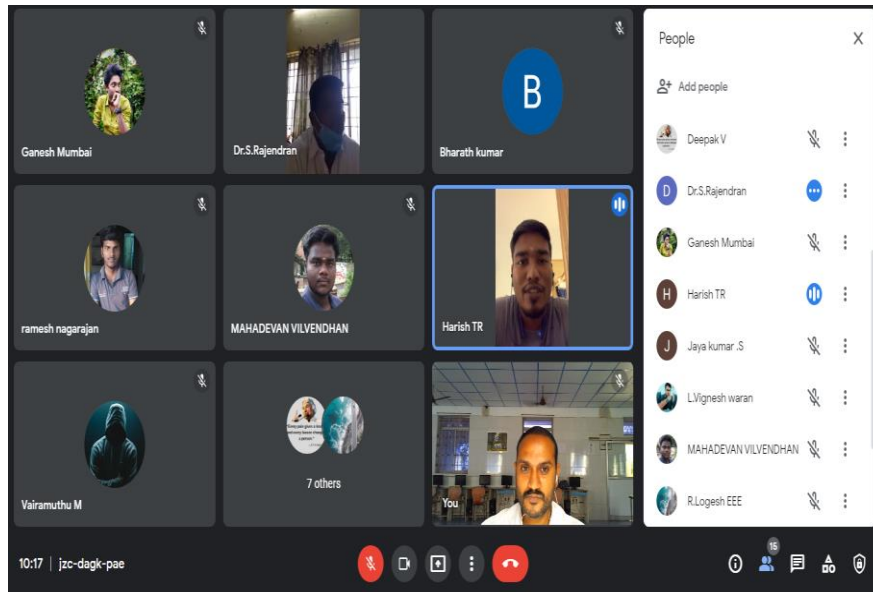 Ganesh Mumbai
Dr.S.Rajendran
B
Bharath kumar
ramesh nagarajan
MAHADEVAN VILVENDHAN
Harish TR
Vairamuthu M
7 others
You
10:17 | jzc-dagk-pae
15
People
X
Add people
Deepak V
D
Dr.S.Rajendran
Ganesh Mumbai
H
Harish TR
J
Jaya kumar .S
L.Vignesh waran
MAHADEVAN VILVENDHAN
R.Logesh EEE